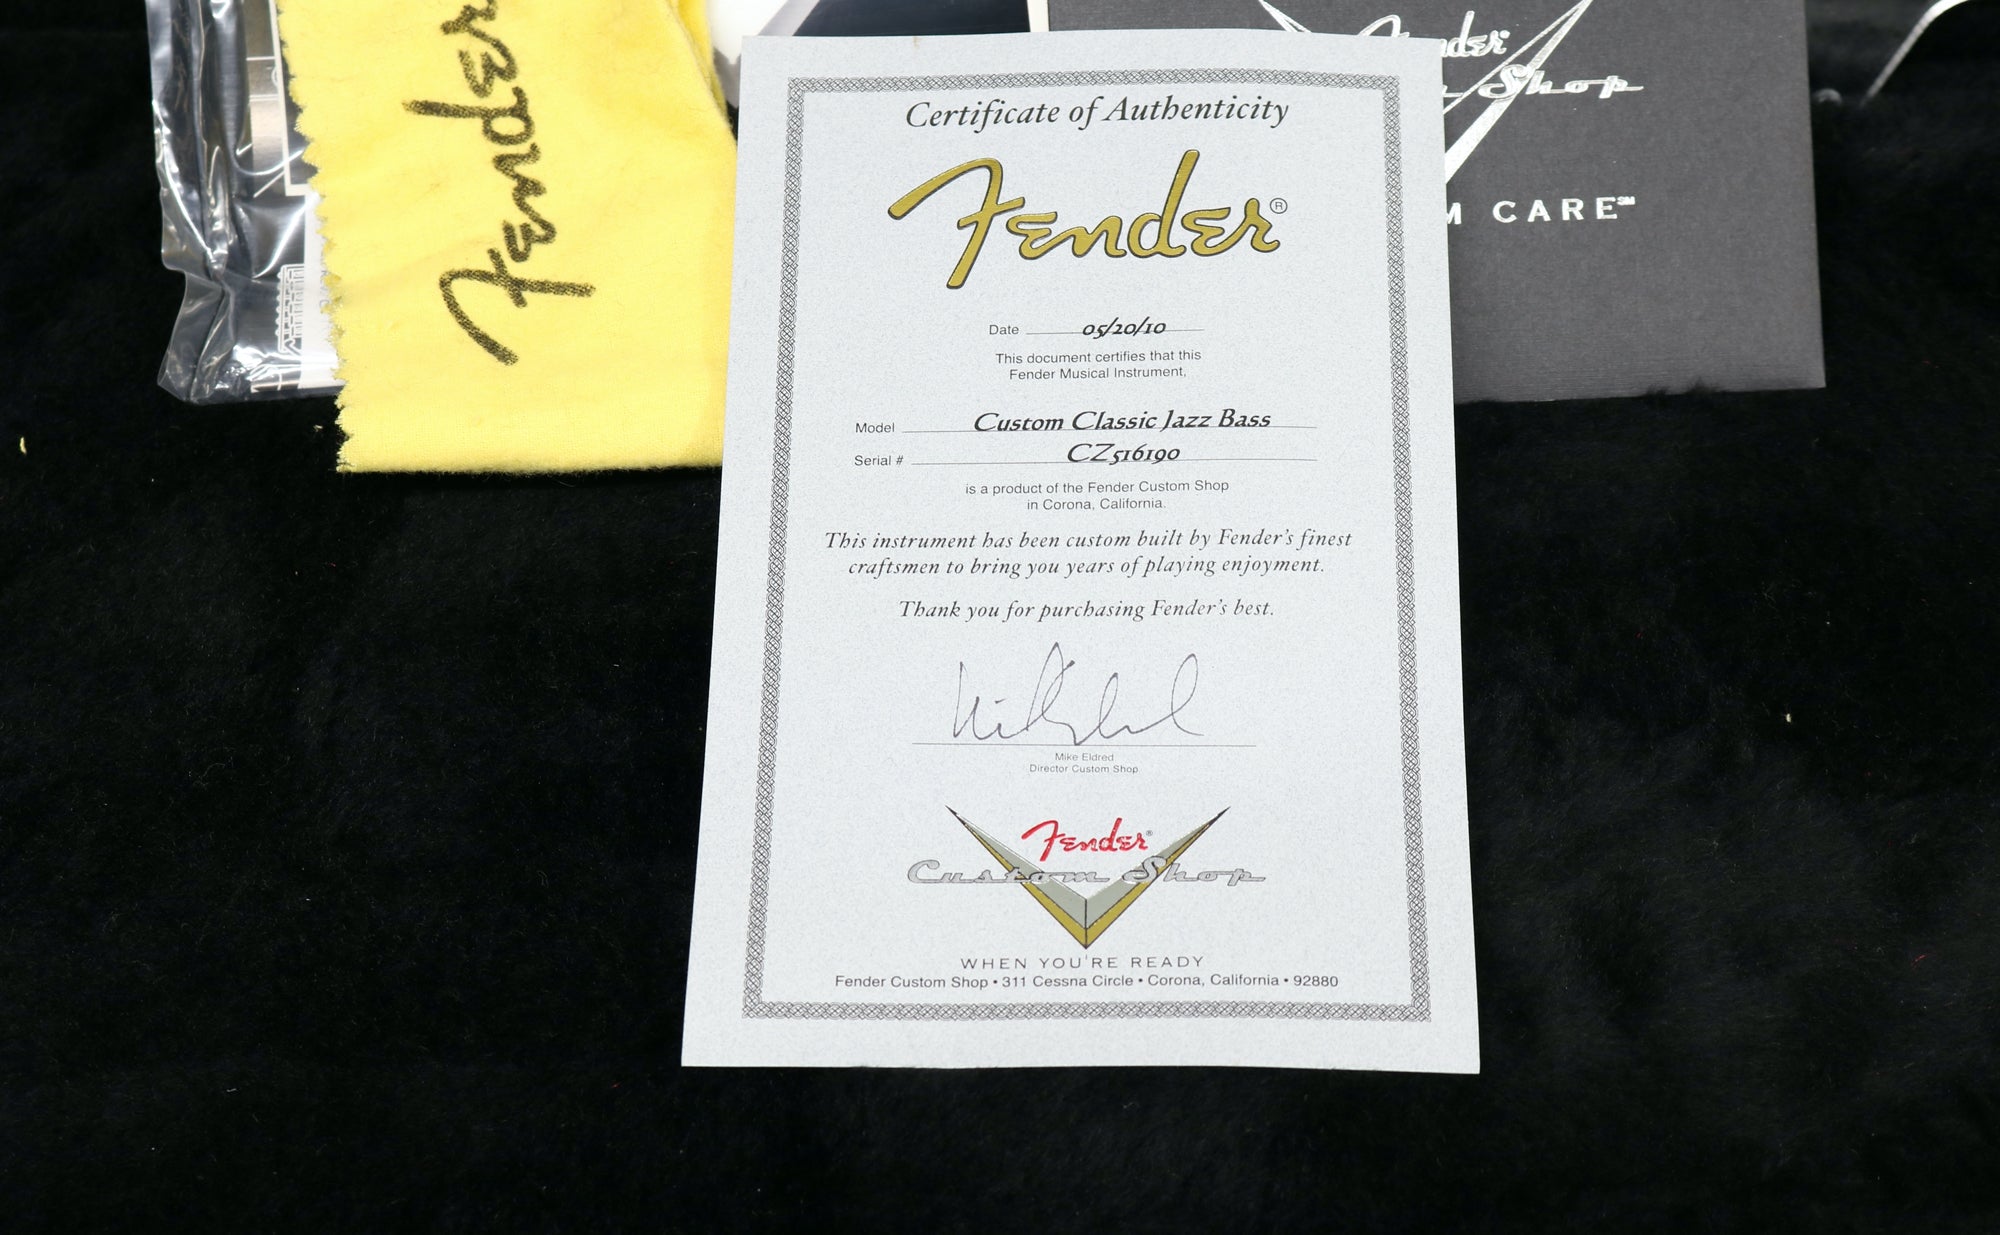 Fender
Fender
Custom Shop
CARE℠
Certificate of Authenticity
Fender®
Date 05/20/10
This document certifies that this
Fender Musical Instrument,
Model Custom Classic Jazz Bass
Serial # CZ516190
is a product of the Fender Custom Shop
in Corona, California.
This instrument has been custom built by Fender's finest
craftsmen to bring you years of playing enjoyment.
Thank you for purchasing Fender's best.
Mike Eldred
Director Custom Shop
Fender®
Custom Shop
WHEN YOU'RE READY
Fender Custom Shop • 311 Cessna Circle • Corona, California • 92880